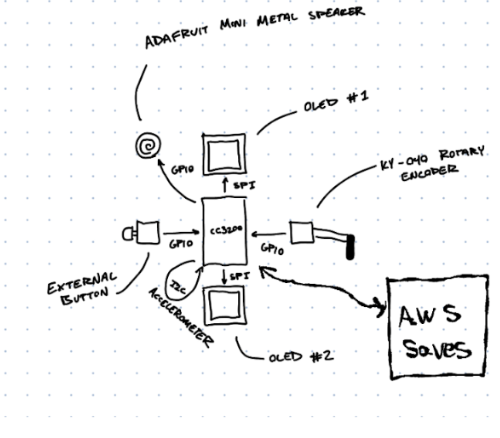 ADAFRUIT MINI METAL SPEAKER
OLED #1
GPIO
SPI
KY-040 ROTARY
ENCODER
CC3200
GPIO
GPIO
EXTERNAL
BUTTON
I2C
ACCELEROMETER
SPI
OLED #2
AWS
Saves